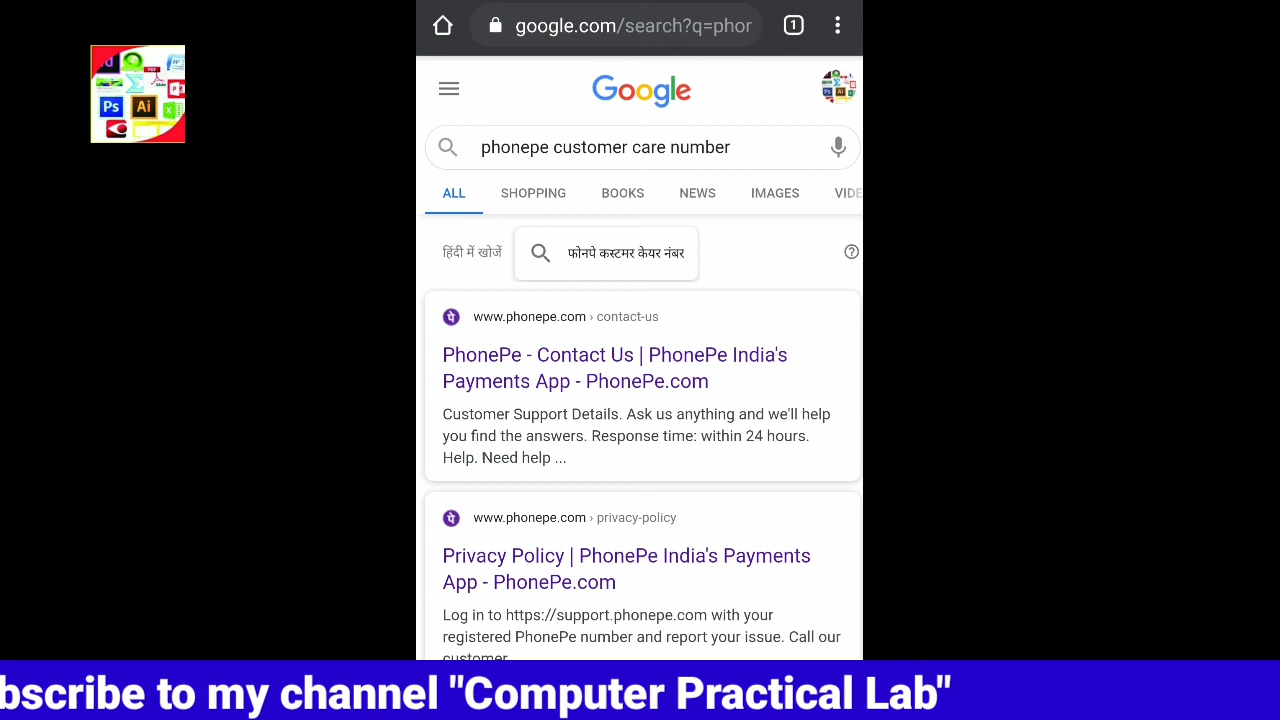 google.com/search?q=phor
1
Google
phonepe customer care number
ALL SHOPPING BOOKS NEWS IMAGES VIDE
हिंदी में खोजें फोनपे कस्टमर केयर नंबर
www.phonepe.com › contact-us
PhonePe - Contact Us | PhonePe India's
Payments App - PhonePe.com
Customer Support Details. Ask us anything and we'll help
you find the answers. Response time: within 24 hours.
Help. Need help ...
www.phonepe.com › privacy-policy
Privacy Policy | PhonePe India's Payments
App - PhonePe.com
Log in to https://support.phonepe.com with your
registered PhonePe number and report your issue. Call our
customer
bscribe to my channel "Computer Practical Lab"
Ps Ai